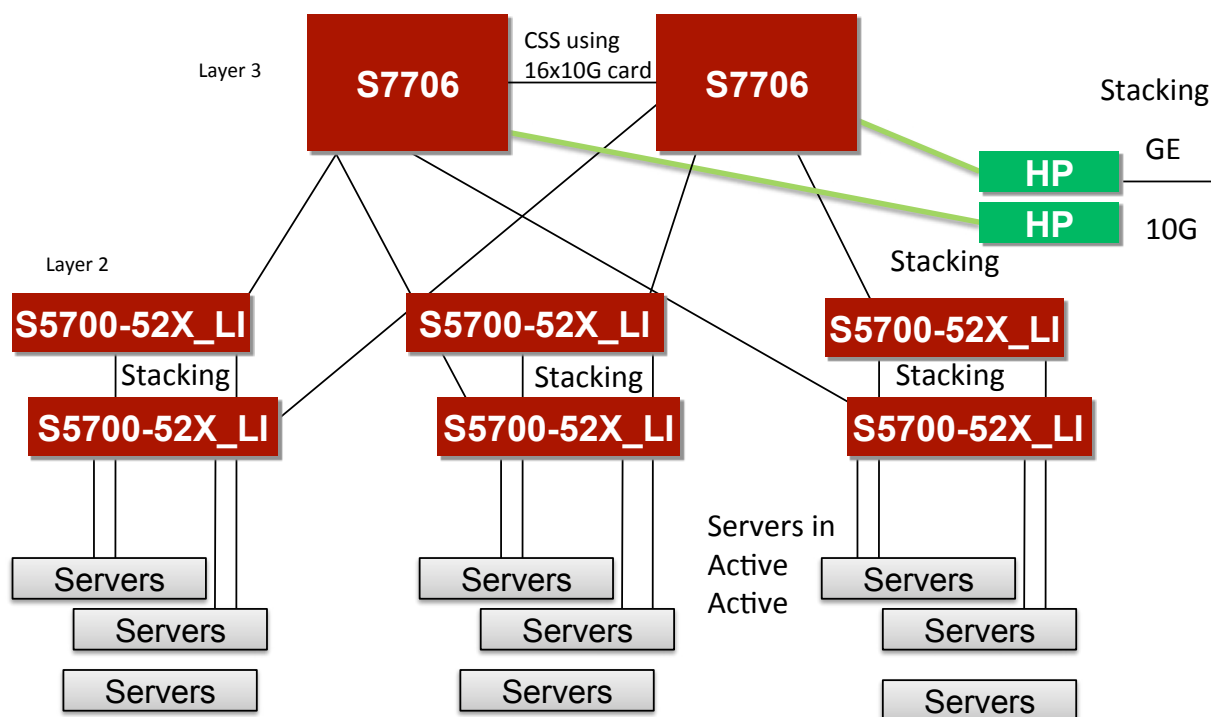 Layer 3
S7706
CSS using
16x10G card
S7706
Stacking
GE
HP
HP
10G
Layer 2
Stacking
S5700-52X_LI
S5700-52X_LI
S5700-52X_LI
Stacking
Stacking
Stacking
S5700-52X_LI
S5700-52X_LI
S5700-52X_LI
Servers in
Active
Active
Servers
Servers
Servers
Servers
Servers
Servers
Servers
Servers
Servers